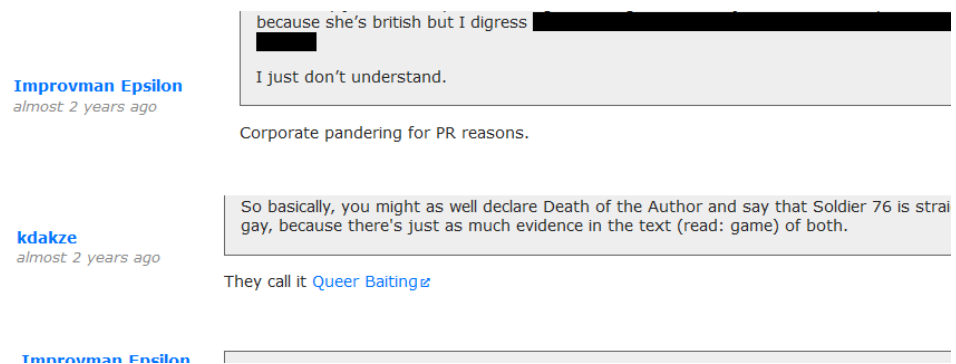 because she's british but I digress
I just don't understand.
Improvman Epsilon
almost 2 years ago
Corporate pandering for PR reasons.
So basically, you might as well declare Death of the Author and say that Soldier 76 is strai
gay, because there's just as much evidence in the text (read: game) of both.
kdakze
almost 2 years ago
They call it Queer Baiting
Improvman Epsilon